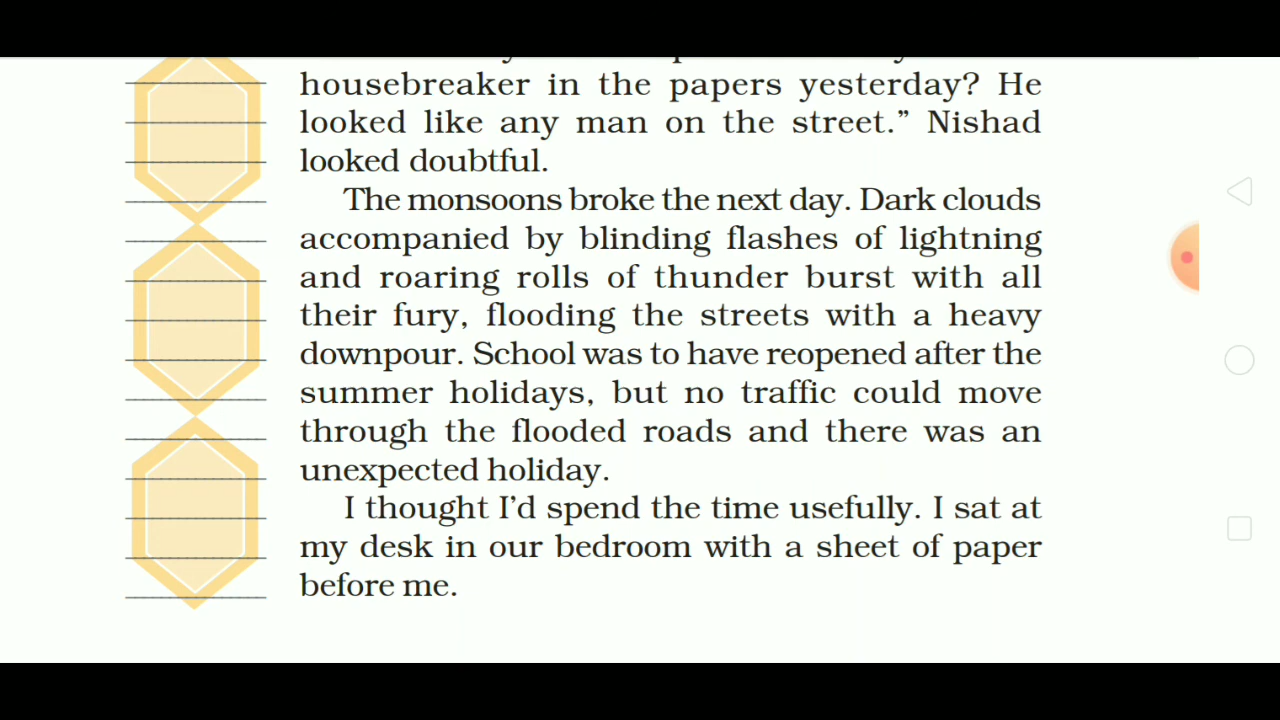 housebreaker in the papers yesterday? He
looked like any man on the street.” Nishad
looked doubtful.
The monsoons broke the next day. Dark clouds
accompanied by blinding flashes of lightning
and roaring rolls of thunder burst with all
their fury, flooding the streets with a heavy
downpour. School was to have reopened after the
summer holidays, but no traffic could move
through the flooded roads and there was an
unexpected holiday.
I thought I’d spend the time usefully. I sat at
my desk in our bedroom with a sheet of paper
before me.